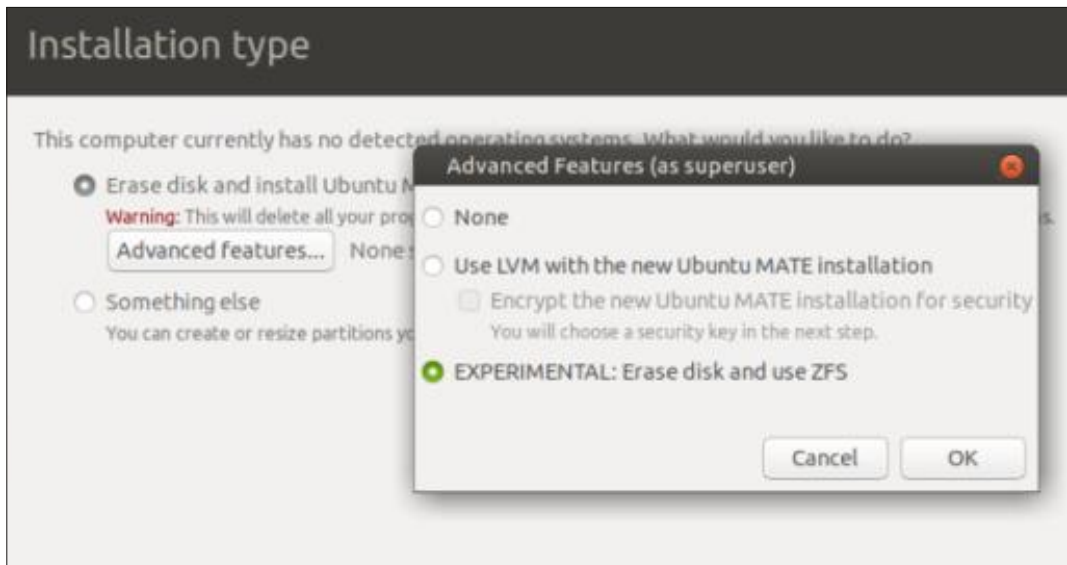 Installation type
This computer currently has no detected operating systems. What would you like to do?
Erase disk and install Ubuntu M
Warning: This will delete all your prog
s.
Advanced features...
None s
Something else
You can create or resize partitions yo
Advanced Features (as superuser)
None
Use LVM with the new Ubuntu MATE installation
Encrypt the new Ubuntu MATE installation for security
You will choose a security key in the next step.
EXPERIMENTAL: Erase disk and use ZFS
Cancel
OK